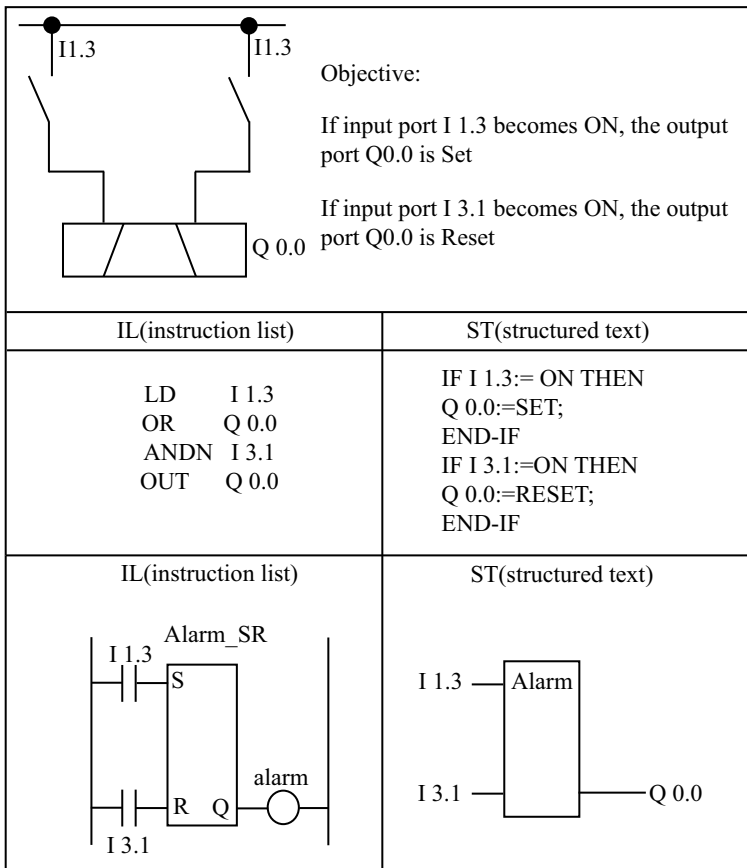 I1.3
I1.3
Objective:
If input port I 1.3 becomes ON, the output
port Q0.0 is Set
If input port I 3.1 becomes ON, the output
port Q0.0 is Reset
Q 0.0
IL(instruction list)
ST(structured text)
LD I 1.3
OR Q 0.0
ANDN I 3.1
OUT Q 0.0
IF I 1.3:= ON THEN
Q 0.0:=SET;
END-IF
IF I 3.1:=ON THEN
Q 0.0:=RESET;
END-IF
IL(instruction list)
ST(structured text)
Alarm_SR
I 1.3
S
alarm
R Q
I 3.1
I 1.3
Alarm
I 3.1
Q 0.0